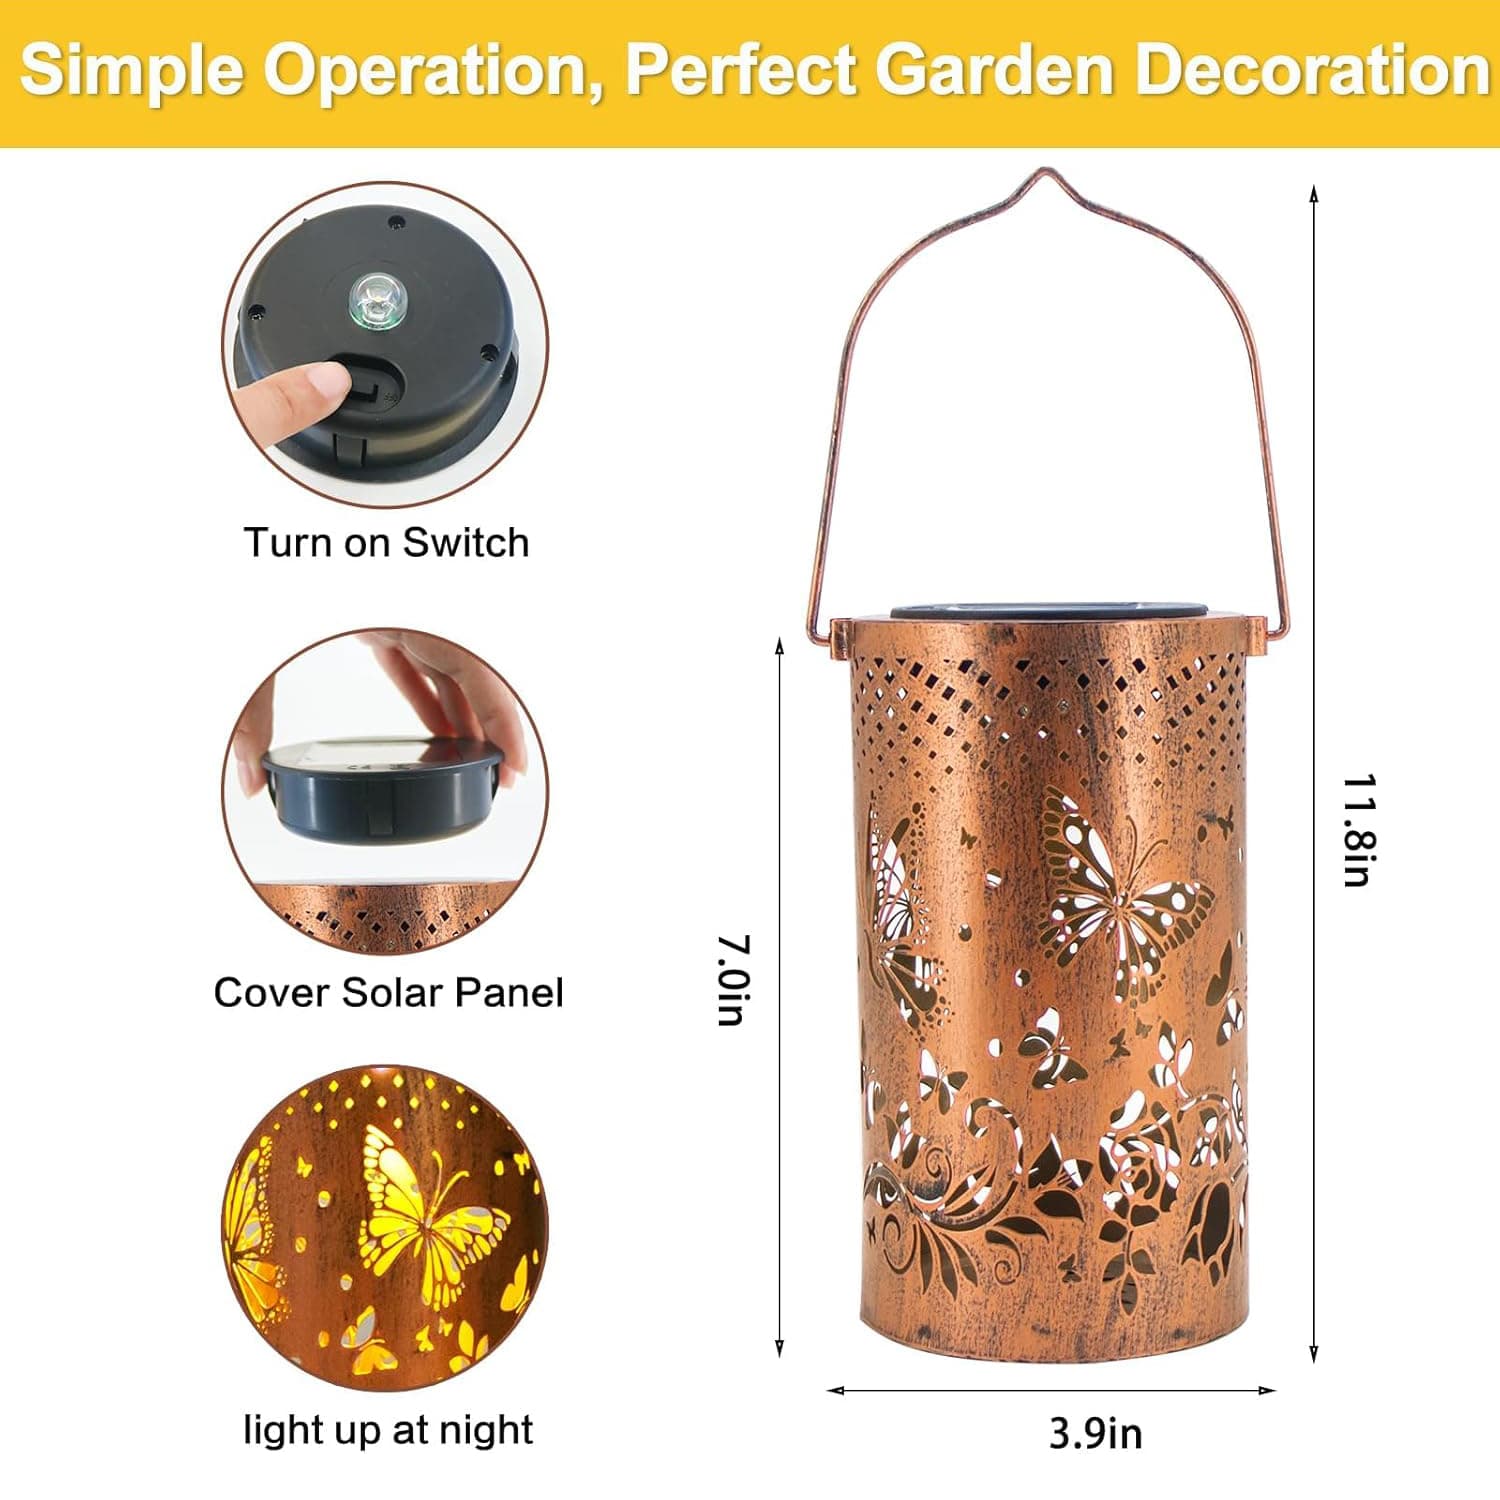 Simple Operation, Perfect Garden Decoration
Turn on Switch
Cover Solar Panel
light up at night
7.0in
11.8in
3.9in